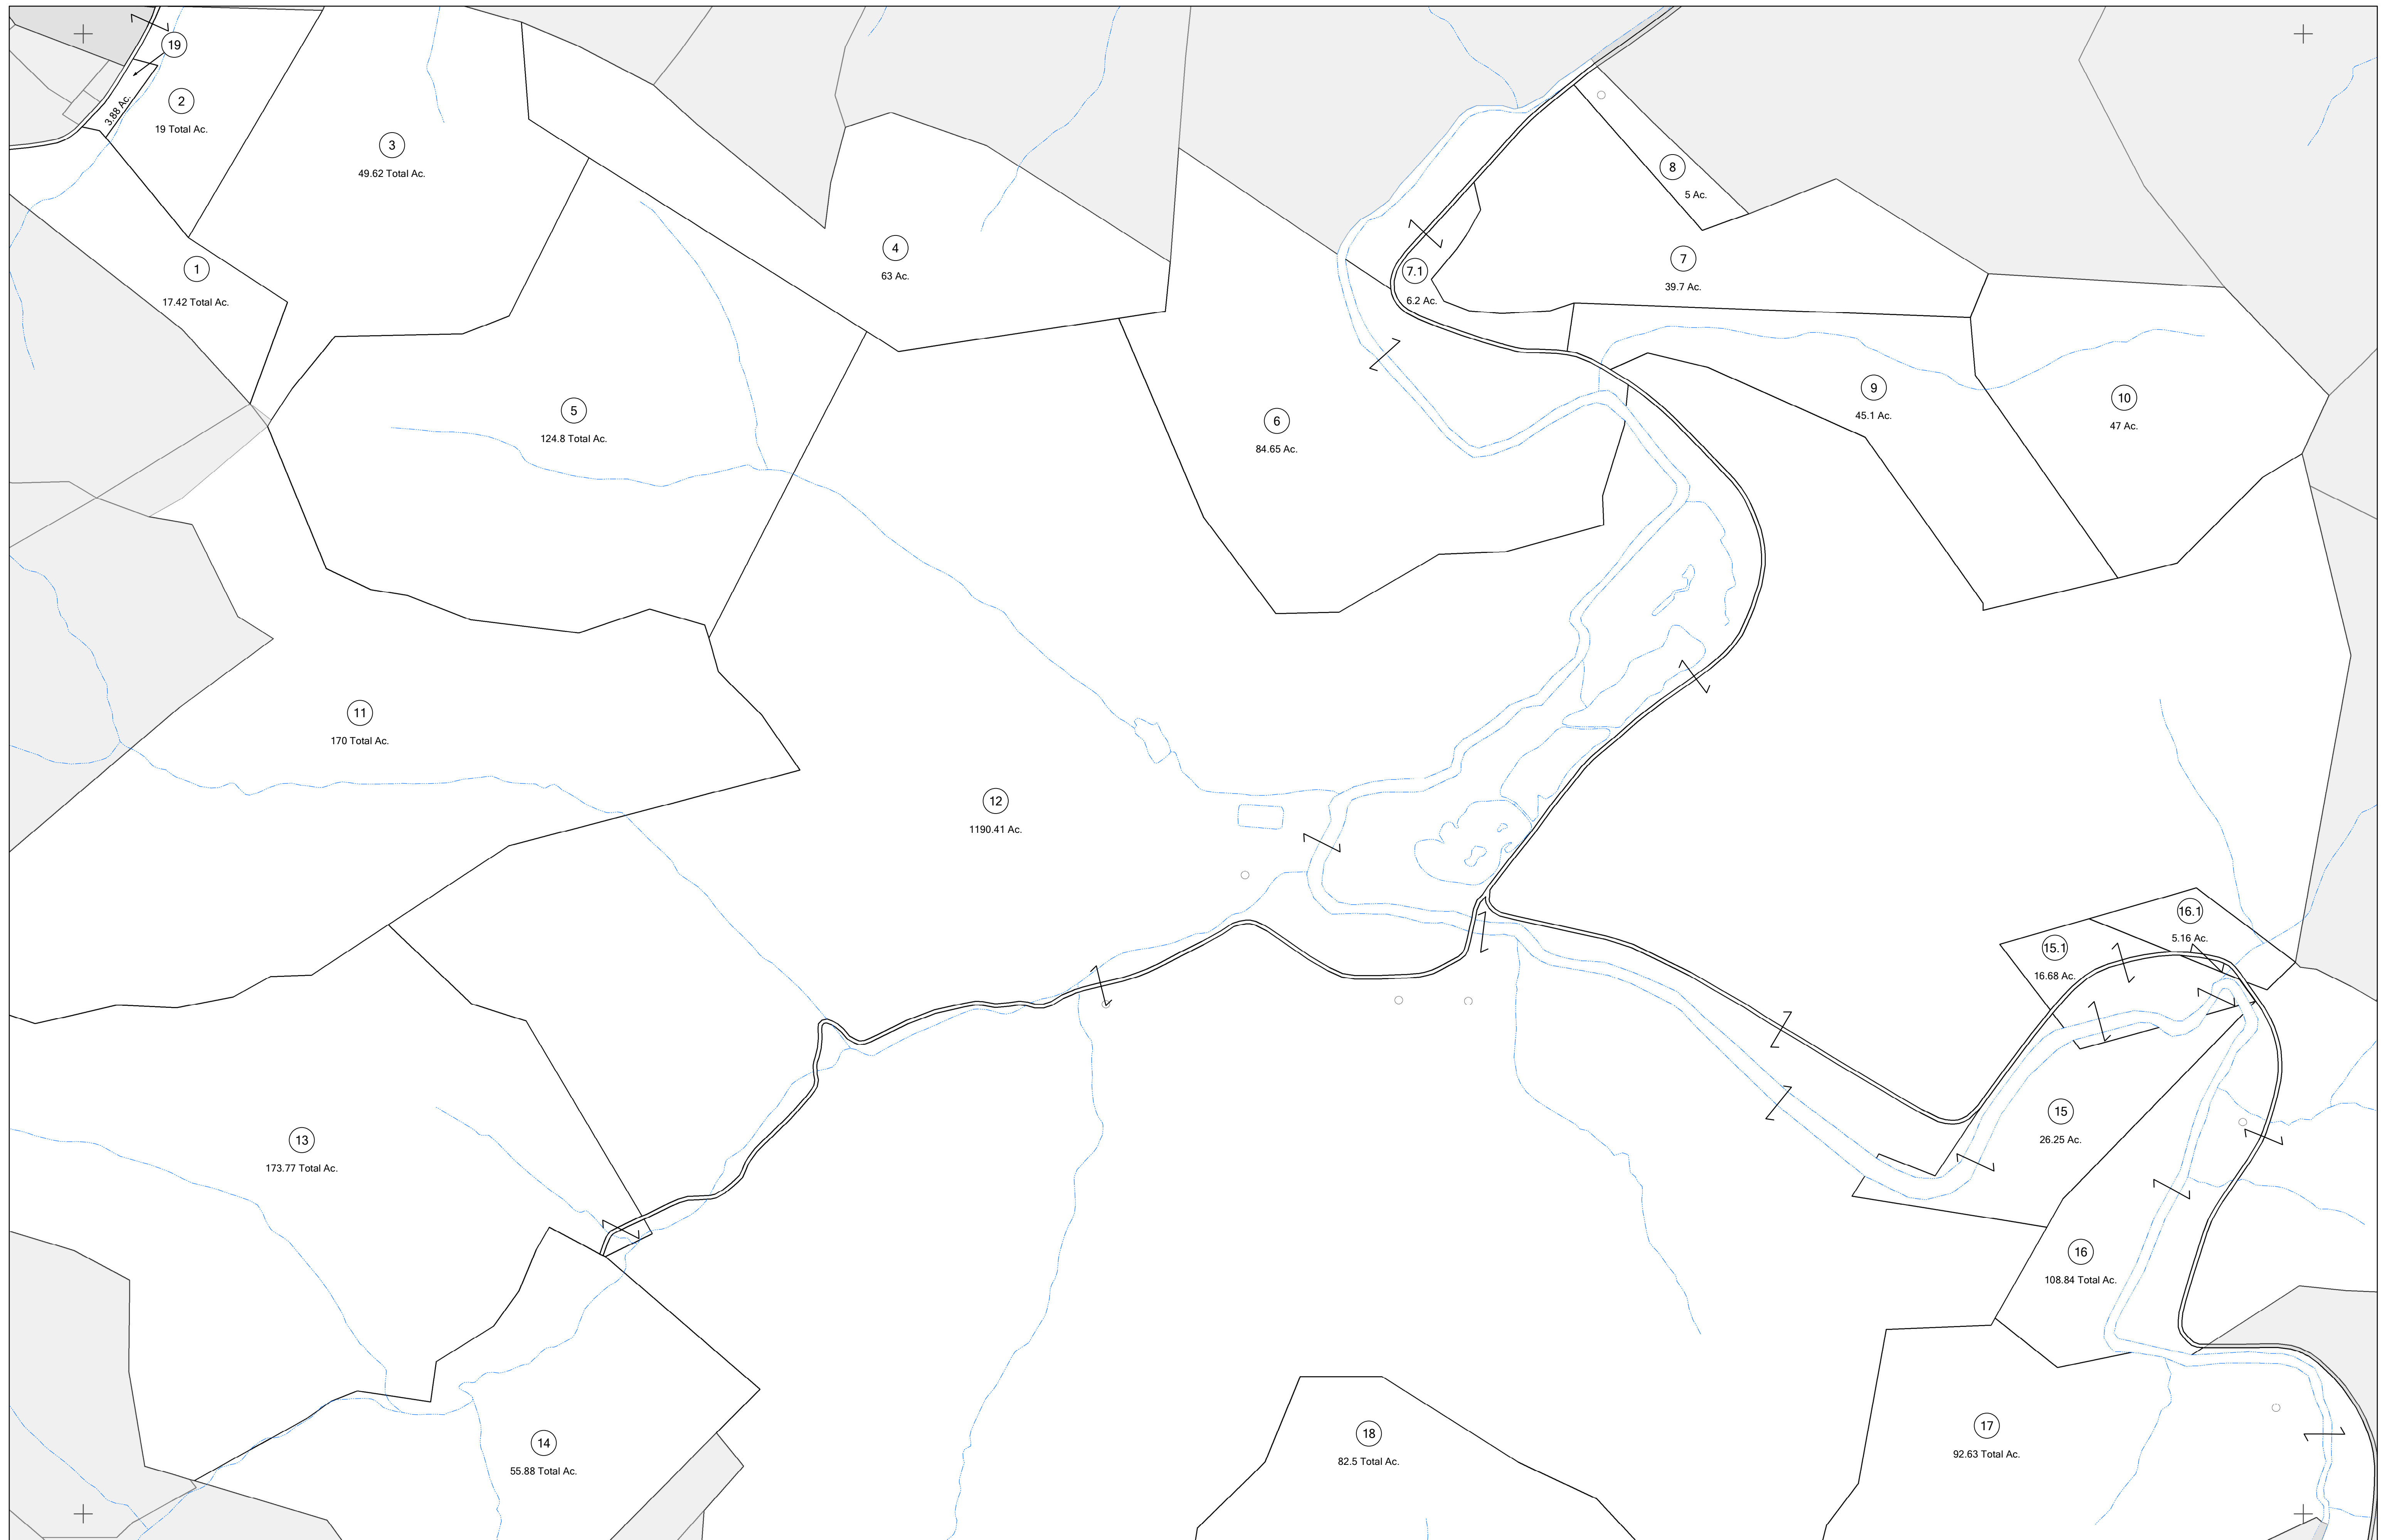 19
3.88 Ac.
2
19 Total Ac.
3
49.62 Total Ac.
1
17.42 Total Ac.
4
63 Ac.
5
124.8 Total Ac.
6
84.65 Ac.
7.1
6.2 Ac.
8
5 Ac.
7
39.7 Ac.
9
45.1 Ac.
10
47 Ac.
11
170 Total Ac.
12
1190.41 Ac.
13
173.77 Total Ac.
14
55.88 Total Ac.
15.1
16.68 Ac.
16.1
5.16 Ac.
15
26.25 Ac.
16
108.84 Total Ac.
17
92.63 Total Ac.
18
82.5 Total Ac.